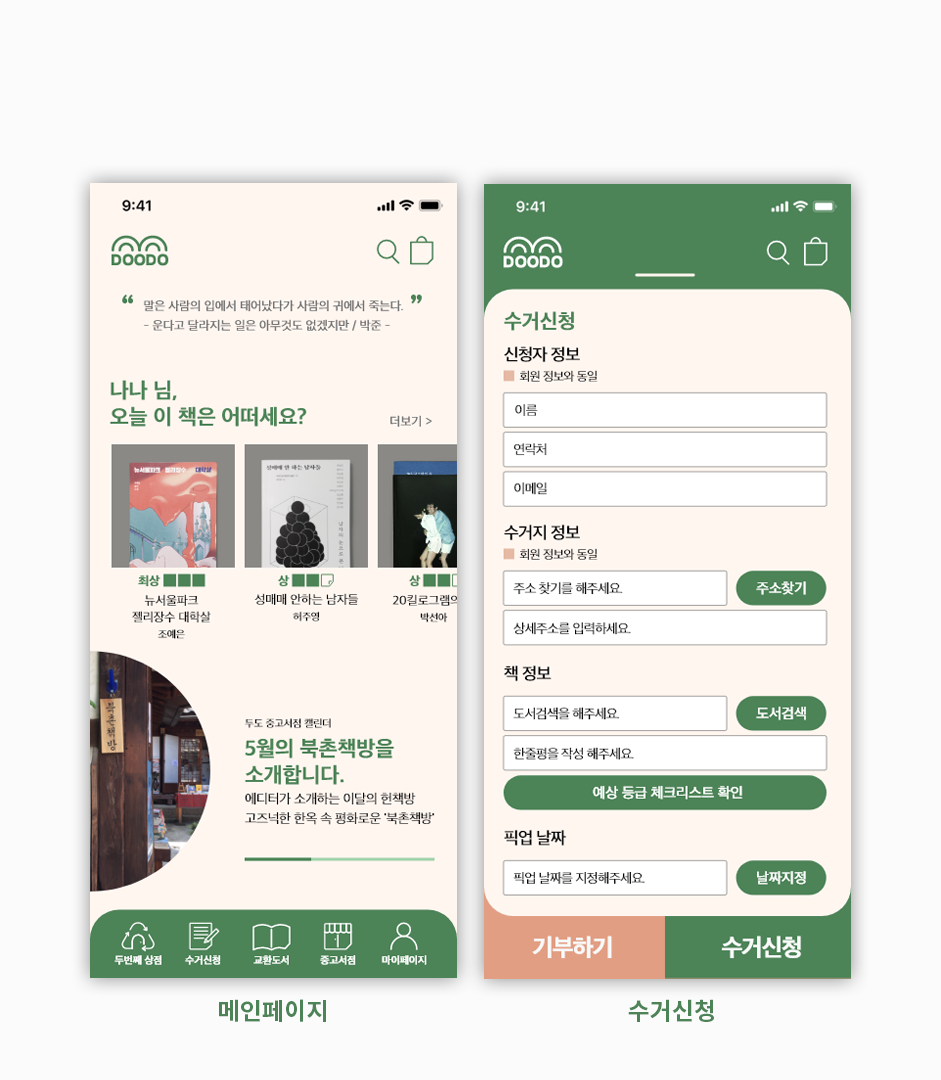 9:41
DOODO
“ 말은 사람의 입에서 태어났다가 사람의 귀에서 죽는다. ”
- 운다고 달라지는 일은 아무것도 없겠지만 / 박준 -
나나 님,
오늘 이 책은 어떠세요?
더보기 >
뉴서울파크 젤리장수 대학살
성매매 안 하는 남자들
최상
상
상
뉴서울파크
젤리장수 대학살
조예은
성매매 안하는 남자들
허주영
20킬로그램의
박선아
북촌책방
두도 중고서점 캘린더
5월의 북촌책방을
소개합니다.
에디터가 소개하는 이달의 헌책방
고즈넉한 한옥 속 평화로운 '북촌책방'
두번째 상점
수거신청
교환도서
중고서점
마이페이지
메인페이지
9:41
DOODO
수거신청
신청자 정보
회원 정보와 동일
이름
연락처
이메일
수거지 정보
회원 정보와 동일
주소 찾기를 해주세요.
주소찾기
상세주소를 입력하세요.
책 정보
도서검색을 해주세요.
도서검색
한줄평을 작성 해주세요.
예상 등급 체크리스트 확인
픽업 날짜
픽업 날짜를 지정해주세요.
날짜지정
기부하기
수거신청
수거신청